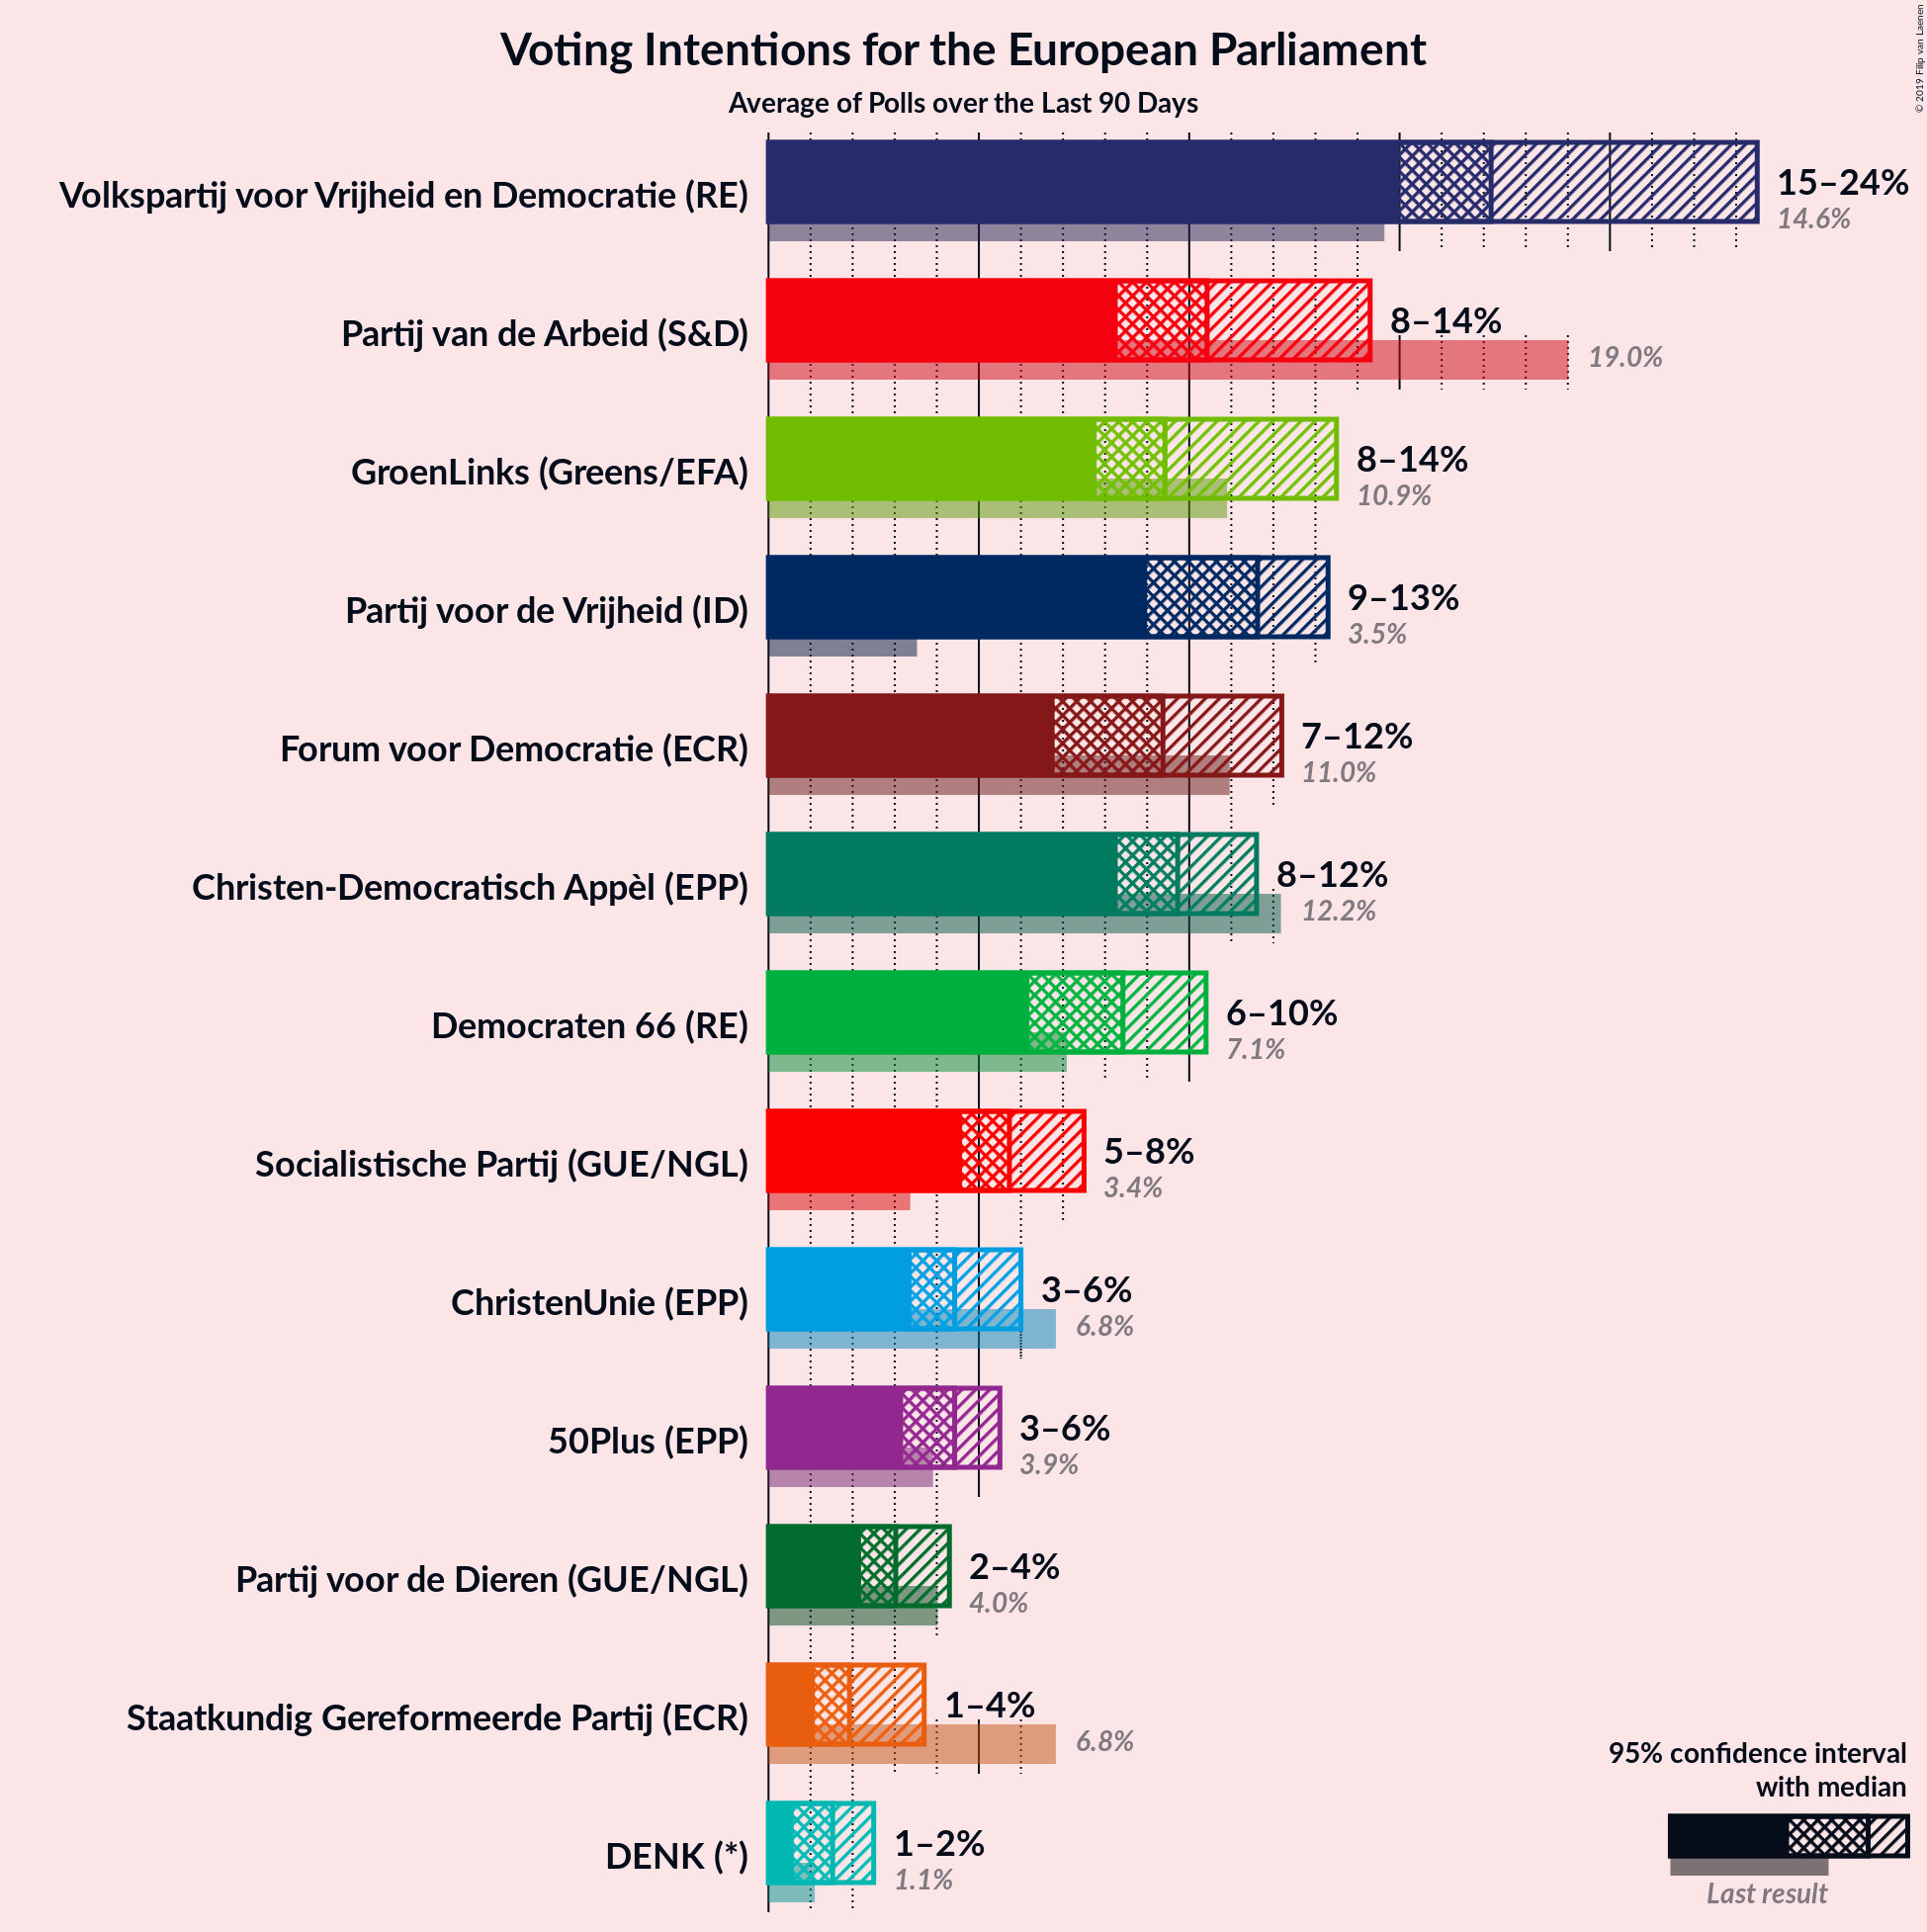 © 2019 Filip van Laenen
Voting Intentions for the European Parliament
Average of Polls over the Last 90 Days
Volkspartij voor Vrijheid en Democratie (RE)
15–24%
14.6%
Partij van de Arbeid (S&D)
8–14%
19.0%
GroenLinks (Greens/EFA)
8–14%
10.9%
Partij voor de Vrijheid (ID)
9–13%
3.5%
Forum voor Democratie (ECR)
7–12%
11.0%
Christen-Democratisch Appèl (EPP)
8–12%
12.2%
Democraten 66 (RE)
6–10%
7.1%
Socialistische Partij (GUE/NGL)
5–8%
3.4%
ChristenUnie (EPP)
3–6%
6.8%
50Plus (EPP)
3–6%
3.9%
Partij voor de Dieren (GUE/NGL)
2–4%
4.0%
Staatkundig Gereformeerde Partij (ECR)
1–4%
6.8%
DENK (*)
1–2%
1.1%
95% confidence interval
with median
Last result